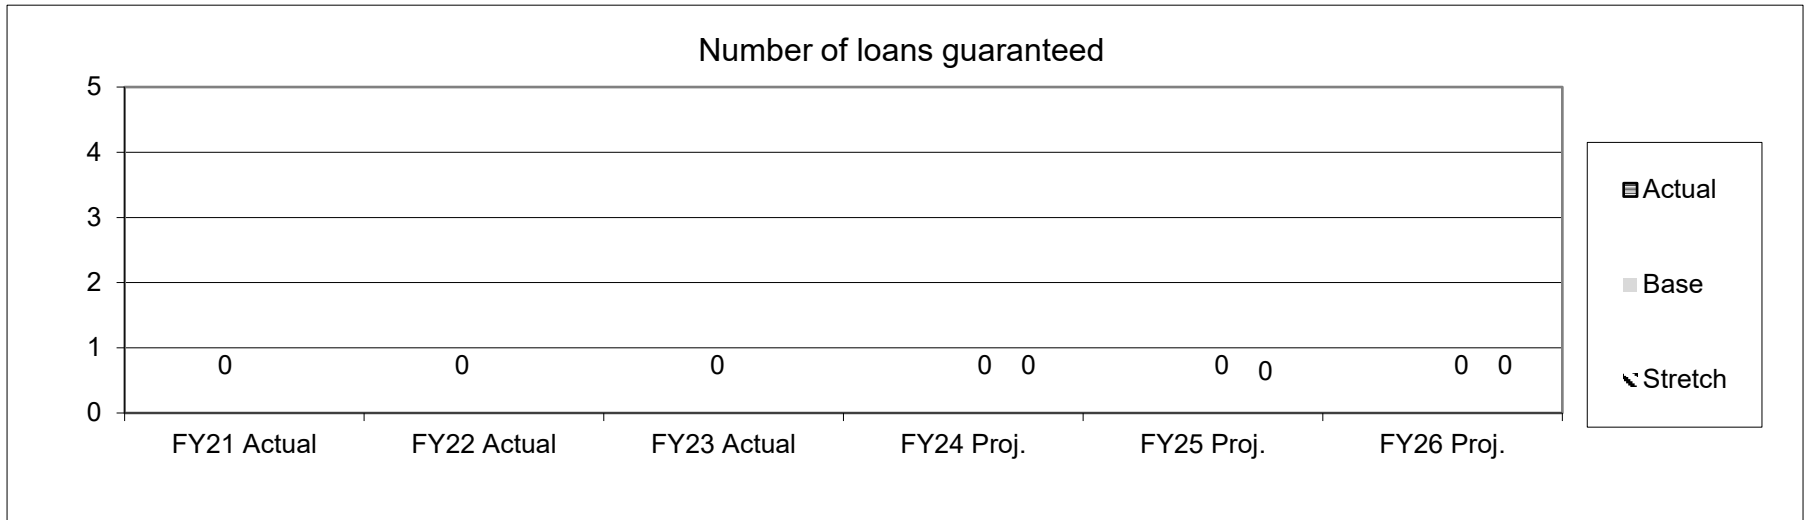 Number of loans guaranteed
5
4
3
2
1
0
0 0 0 0 0 0 0 0 0
FY21 Actual FY22 Actual FY23 Actual FY24 Proj. FY25 Proj. FY26 Proj.
Actual
Base
Stretch